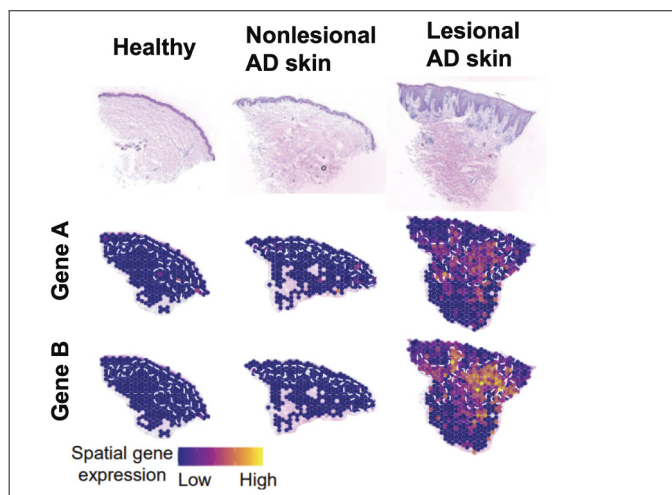 Healthy
Nonlesional
AD skin
Lesional
AD skin
Gene A
Gene B
Spatial gene
expression
Low
High